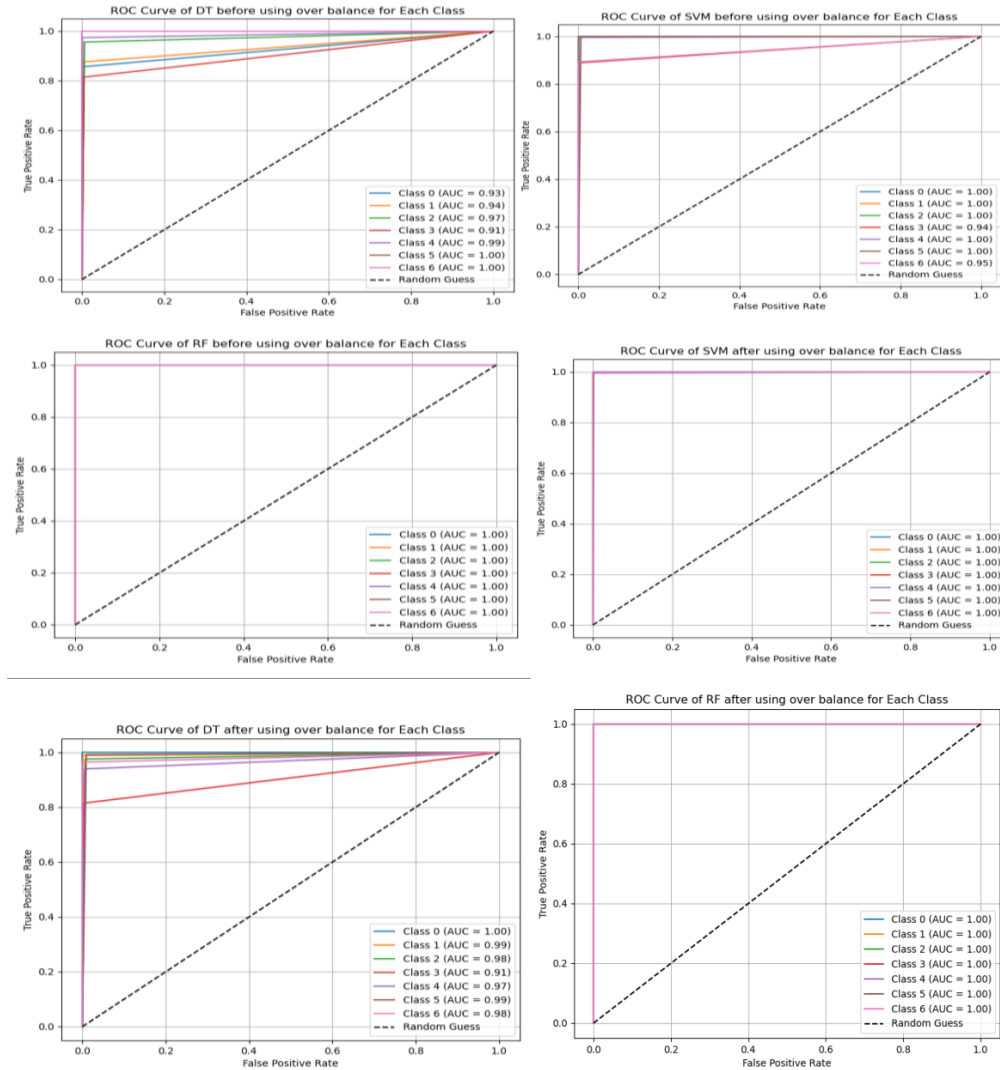 ROC Curve of DT before using over balance for Each Class
True Positive Rate
1.0
0.8
0.6
0.4
0.2
0.0
Class 0 (AUC = 0.93)
Class 1 (AUC = 0.94)
Class 2 (AUC = 0.97)
Class 3 (AUC = 0.91)
Class 4 (AUC = 0.99)
Class 5 (AUC = 1.00)
Class 6 (AUC = 1.00)
Random Guess
0.0 0.2 0.4 0.6 0.8 1.0
False Positive Rate
ROC Curve of SVM before using over balance for Each Class
True Positive Rate
1.0
0.8
0.6
0.4
0.2
0.0
Class 0 (AUC = 1.00)
Class 1 (AUC = 1.00)
Class 2 (AUC = 1.00)
Class 3 (AUC = 0.94)
Class 4 (AUC = 1.00)
Class 5 (AUC = 1.00)
Class 6 (AUC = 0.95)
Random Guess
0.0 0.2 0.4 0.6 0.8 1.0
False Positive Rate
ROC Curve of RF before using over balance for Each Class
True Positive Rate
1.0
0.8
0.6
0.4
0.2
0.0
Class 0 (AUC = 1.00)
Class 1 (AUC = 1.00)
Class 2 (AUC = 1.00)
Class 3 (AUC = 1.00)
Class 4 (AUC = 1.00)
Class 5 (AUC = 1.00)
Class 6 (AUC = 1.00)
Random Guess
0.0 0.2 0.4 0.6 0.8 1.0
False Positive Rate
ROC Curve of SVM after using over balance for Each Class
True Positive Rate
1.0
0.8
0.6
0.4
0.2
0.0
Class 0 (AUC = 1.00)
Class 1 (AUC = 1.00)
Class 2 (AUC = 1.00)
Class 3 (AUC = 1.00)
Class 4 (AUC = 1.00)
Class 5 (AUC = 1.00)
Class 6 (AUC = 1.00)
Random Guess
0.0 0.2 0.4 0.6 0.8 1.0
False Positive Rate
ROC Curve of DT after using over balance for Each Class
True Positive Rate
1.0
0.8
0.6
0.4
0.2
0.0
Class 0 (AUC = 1.00)
Class 1 (AUC = 0.99)
Class 2 (AUC = 0.98)
Class 3 (AUC = 0.91)
Class 4 (AUC = 0.97)
Class 5 (AUC = 0.99)
Class 6 (AUC = 0.98)
Random Guess
0.0 0.2 0.4 0.6 0.8 1.0
False Positive Rate
ROC Curve of RF after using over balance for Each Class
True Positive Rate
1.0
0.8
0.6
0.4
0.2
0.0
Class 0 (AUC = 1.00)
Class 1 (AUC = 1.00)
Class 2 (AUC = 1.00)
Class 3 (AUC = 1.00)
Class 4 (AUC = 1.00)
Class 5 (AUC = 1.00)
Class 6 (AUC = 1.00)
Random Guess
0.0 0.2 0.4 0.6 0.8 1.0
False Positive Rate